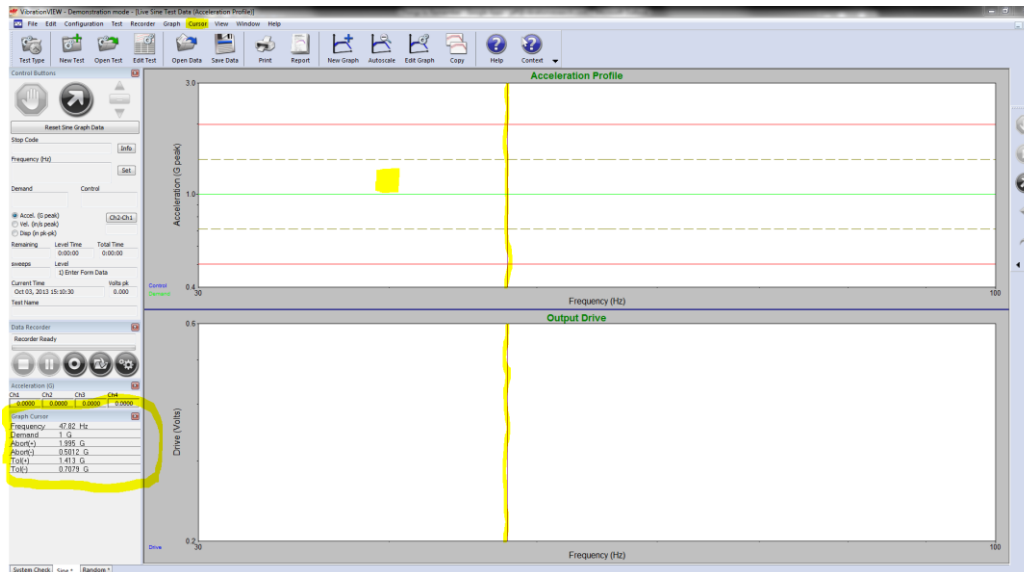 VibrationVIEW - Demonstration mode - [Live Sine Test Data (Acceleration Profile)]
File Edit Configuration Test Recorder Graph Cursor View Window Help
Test Type New Test Open Test Edit Test Open Data Save Data Print Report New Graph Autoscale Edit Graph Copy Help Context
Control Buttons
Reset Sine Graph Data
Stop Code
Info
Frequency (Hz)
Set
Demand Control
Accel. (G peak)
Ch2-Ch1
Vel. (in/s peak)
Disp (in pk-pk)
Remaining Level Time Total Time
0:00:00 0:00:00
sweeps Level
1) Enter Form Data
Current Time Volts pk
Oct 03, 2013 15:10:30 0.000
Test Name
Data Recorder
Recorder Ready
Acceleration (G)
Ch1 Ch2 Ch3 Ch4
0.0000 0.0000 0.0000 0.0000
Graph Cursor
Frequency 47.82 Hz
Demand 1 G
Abort(+) 1.995 G
Abort(-) 0.5012 G
Tol(+) 1.413 G
Tol(-) 0.7079 G
System Check Sine * Random *
Acceleration Profile
3.0
Acceleration (G peak)
1.0
0.4
Control
Demand
30 100
Frequency (Hz)
Output Drive
0.6
Drive (Volts)
0.2
Drive
30 100
Frequency (Hz)